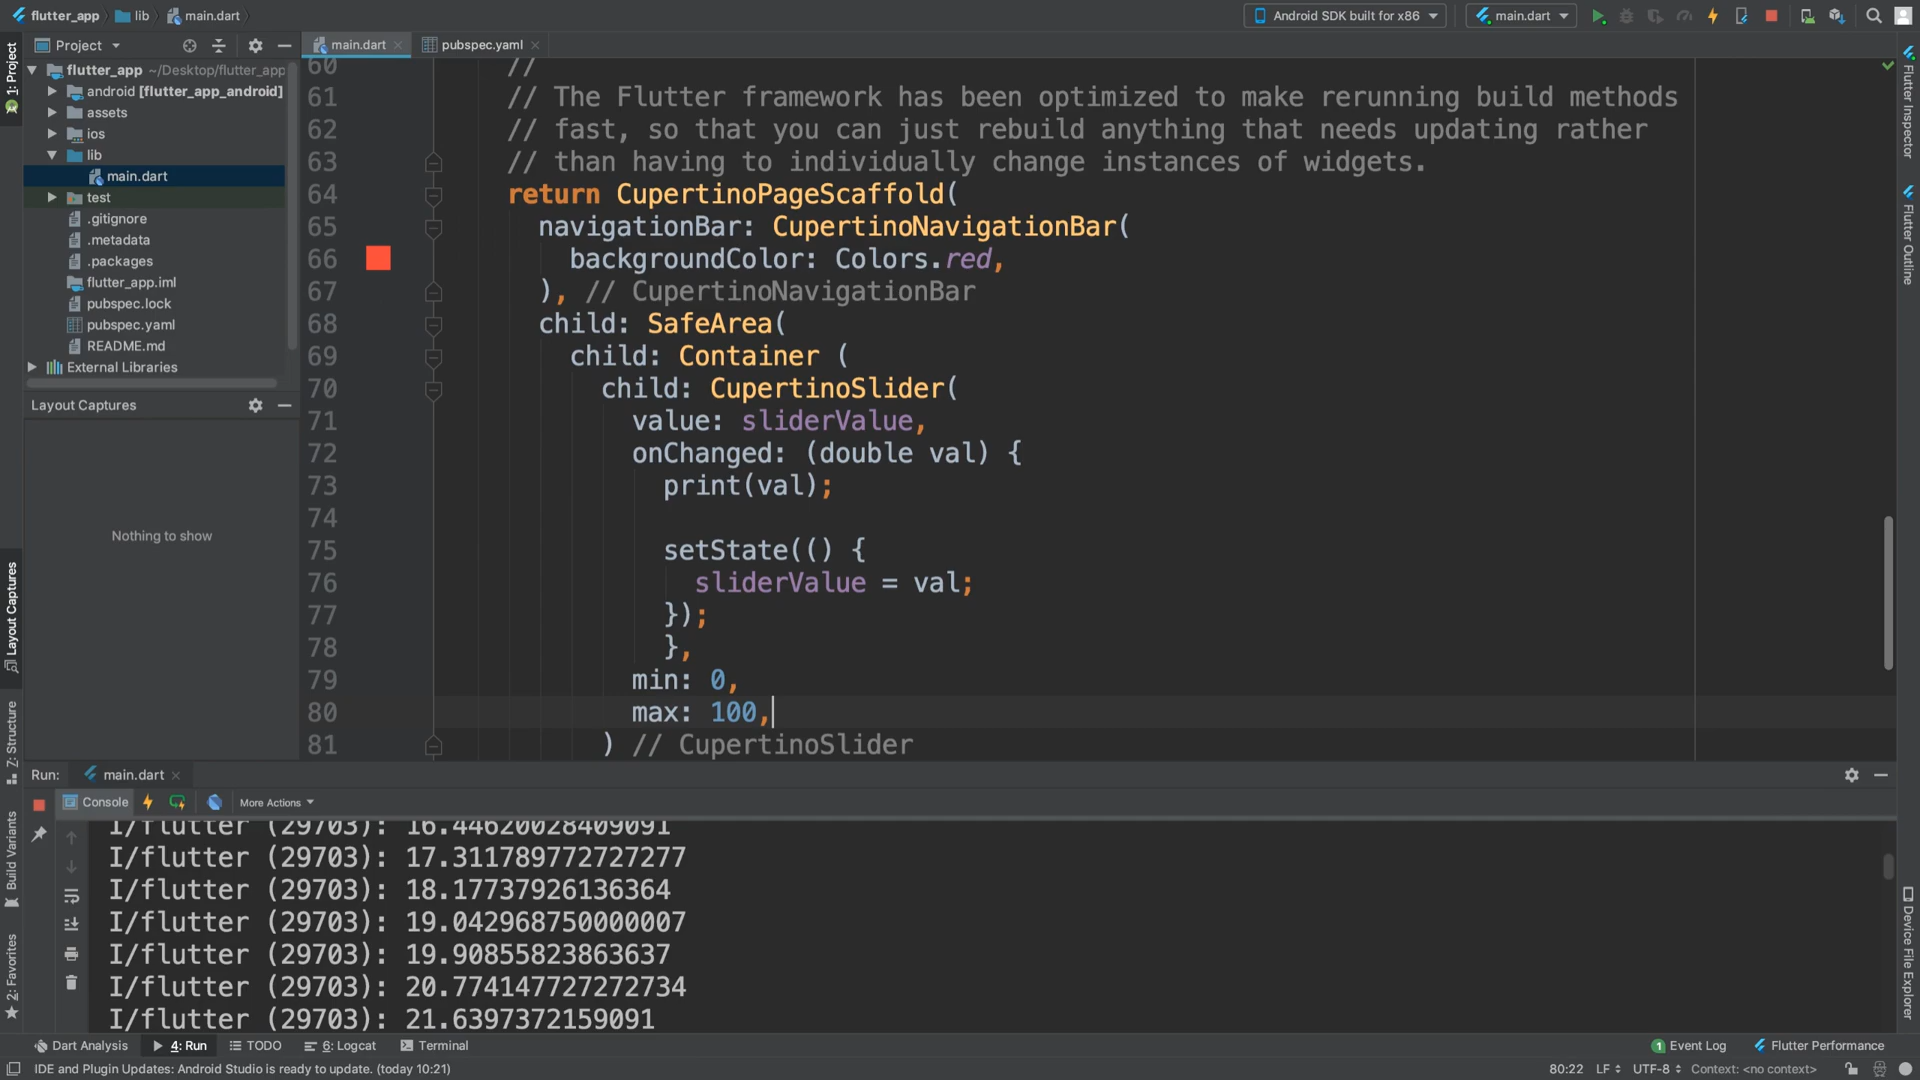 flutter_app
lib
main.dart
Android SDK built for x86
main.dart
1: Project
Project
main.dart
pubspec.yaml
flutter_app ~/Desktop/flutter_app
android [flutter_app_android]
assets
ios
lib
main.dart
test
.gitignore
.metadata
.packages
flutter_app.iml
pubspec.lock
pubspec.yaml
README.md
External Libraries
Layout Captures
Nothing to show
Layout Captures
Z: Structure
Build Variants
2: Favorites
60 //
61 // The Flutter framework has been optimized to make rerunning build methods
62 // fast, so that you can just rebuild anything that needs updating rather
63 // than having to individually change instances of widgets.
64 return CupertinoPageScaffold(
65 navigationBar: CupertinoNavigationBar(
66 backgroundColor: Colors.red,
67 ), // CupertinoNavigationBar
68 child: SafeArea(
69 child: Container (
70 child: CupertinoSlider(
71 value: sliderValue,
72 onChanged: (double val) {
73 print(val);
74
75 setState(() {
76 sliderValue = val;
77 });
78 },
79 min: 0,
80 max: 100,
81 ) // CupertinoSlider
Flutter Inspector
Flutter Outline
Device File Explorer
Run: main.dart
Console
More Actions
I/flutter (29703): 16.44620028409091
I/flutter (29703): 17.311789772727277
I/flutter (29703): 18.17737926136364
I/flutter (29703): 19.042968750000007
I/flutter (29703): 19.90855823863637
I/flutter (29703): 20.774147727272734
I/flutter (29703): 21.6397372159091
Dart Analysis
4: Run
TODO
6: Logcat
Terminal
1 Event Log
Flutter Performance
IDE and Plugin Updates: Android Studio is ready to update. (today 10:21)
80:22 LF UTF-8 Context: <no context>